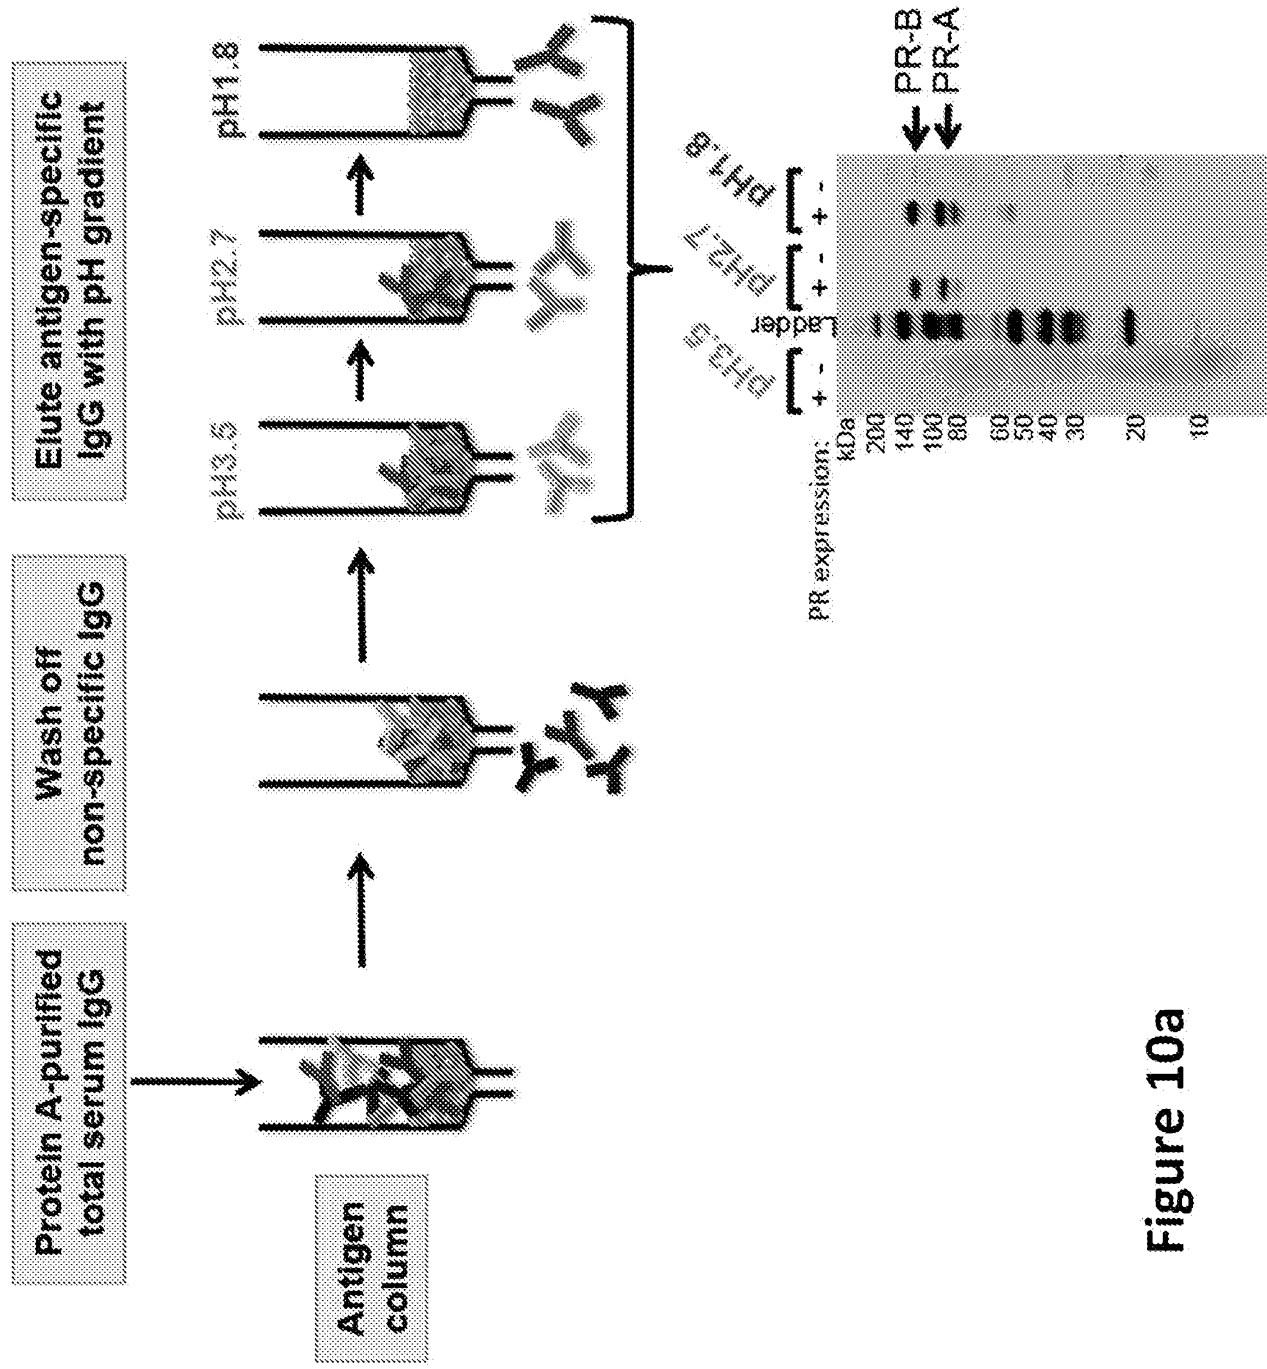 Protein A-purified
total serum IgG
Wash off
non-specific IgG
Elute antigen-specific
IgG with pH gradient
Antigen
column
pH3.5
pH2.7
pH1.8
pH3.5
Ladder
pH2.7
pH1.8
PR expression:
+ -
+ -
+ -
kDa
200
140
100
80
60
50
40
30
20
10
PR-B
PR-A
Figure 10a